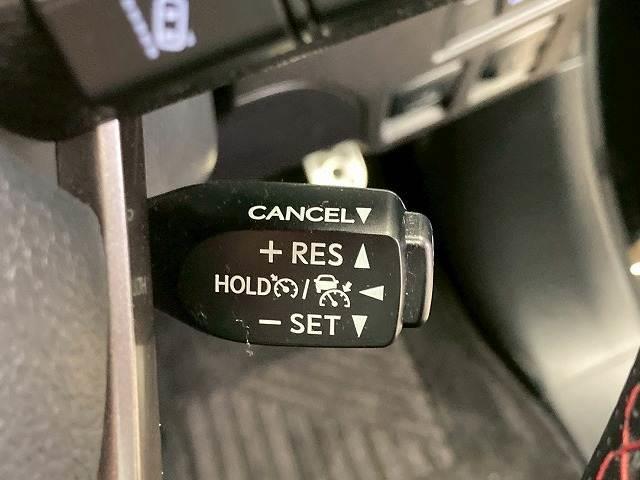 CANCEL▼
+ RES ▲
HOLD / ◀
− SET ▼